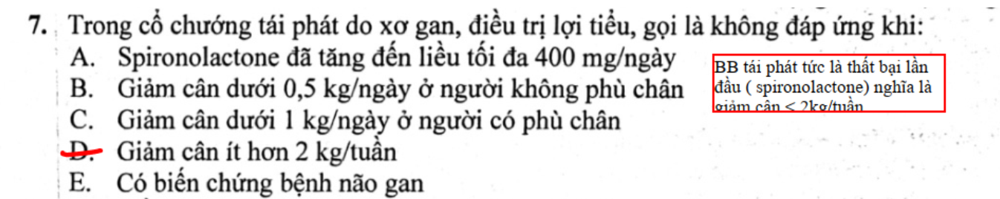 7. Trong cổ chướng tái phát do xơ gan, điều trị lợi tiểu, gọi là không đáp ứng khi:
A. Spironolactone đã tăng đến liều tối đa 400 mg/ngày
B. Giảm cân dưới 0,5 kg/ngày ở người không phù chân
C. Giảm cân dưới 1 kg/ngày ở người có phù chân
D. Giảm cân ít hơn 2 kg/tuần
E. Có biến chứng bệnh não gan
BB tái phát tức là thất bại lần
đầu ( spironolactone) nghĩa là
giảm cân < 2kg/tuần